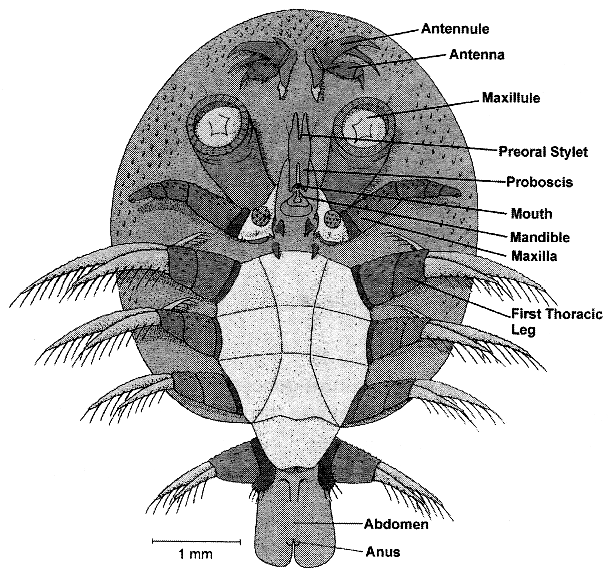 Antennule
Antenna
Maxillule
Preoral Stylet
Proboscis
Mouth
Mandible
Maxilla
First Thoracic
Leg
Abdomen
Anus
1 mm